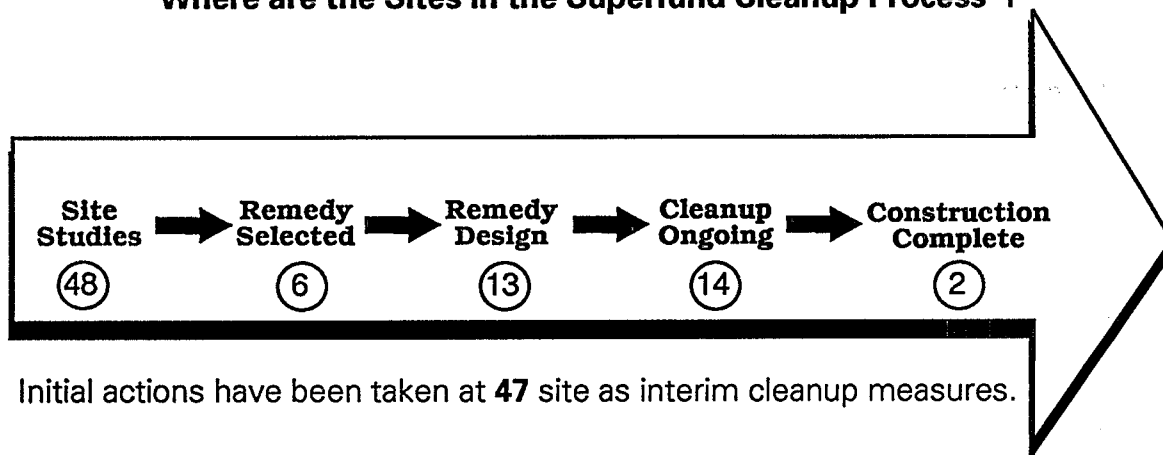 Where are the Sites in the Superfund Cleanup Process
Site Studies
Remedy Selected
Remedy Design
Cleanup Ongoing
Construction Complete
48
6
13
14
2
Initial actions have been taken at 47 site as interim cleanup measures.